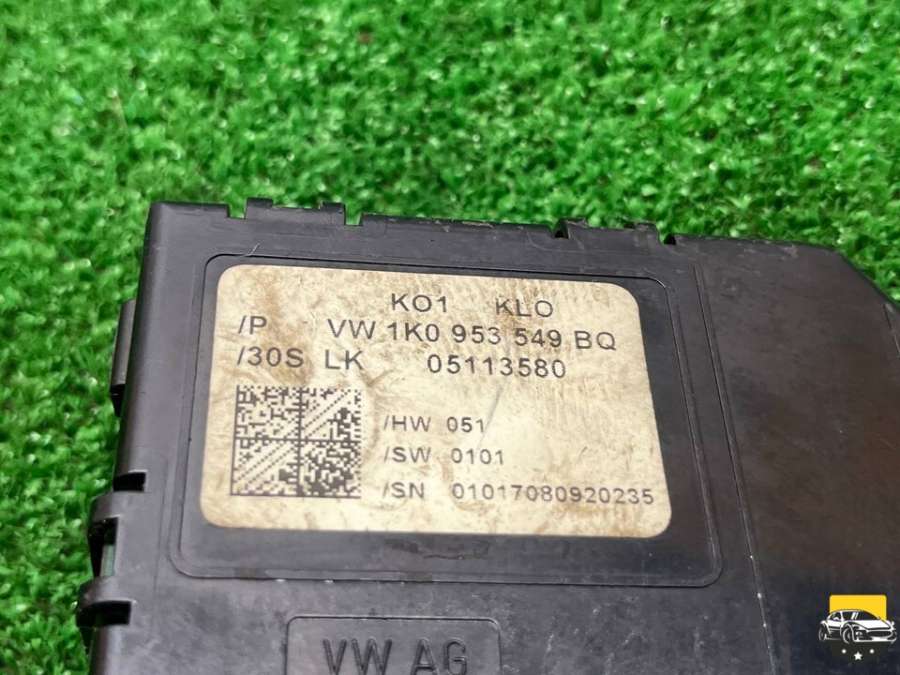 KO1 KLO
/P VW 1K0 953 549 BQ
/30S LK 05113580
/HW 051
/SW 0101
/SN 01017080920235
VW AG